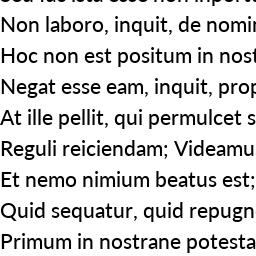 Non laboro, inquit, de nomi
Hoc non est positum in nost
Negat esse eam, inquit, prop
At ille pellit, qui permulcet s
Reguli reiciendam; Videamu
Et nemo nimium beatus est;
Quid sequatur, quid repugn
Primum in nostrane potesta